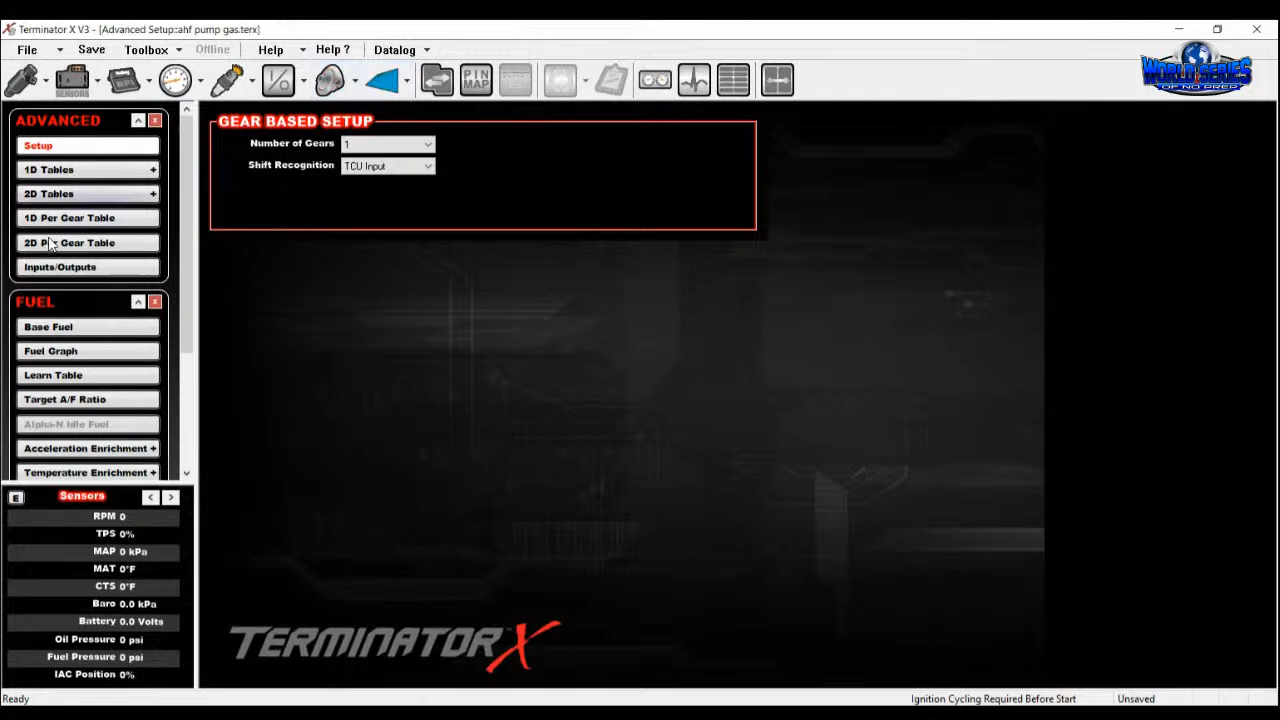 Terminator X V3 - [Advanced Setup:ahf pump gas.terx]
File Save Toolbox Offline Help Help ? Datalog
SENSORS I/O PIN MAP
WORLD SERIES
OF NO PREP
ADVANCED
Setup
1D Tables +
2D Tables +
1D Per Gear Table
2D Per Gear Table
Inputs/Outputs
FUEL
Base Fuel
Fuel Graph
Learn Table
Target A/F Ratio
Alpha-N Idle Fuel
Acceleration Enrichment +
Temperature Enrichment +
E Sensors < >
RPM 0
TPS 0%
MAP 0 kPa
MAT 0°F
CTS 0°F
Baro 0.0 kPa
Battery 0.0 Volts
Oil Pressure 0 psi
Fuel Pressure 0 psi
IAC Position 0%
GEAR BASED SETUP
Number of Gears 1
Shift Recognition TCU Input
TERMINATOR X
Ready Ignition Cycling Required Before Start Unsaved